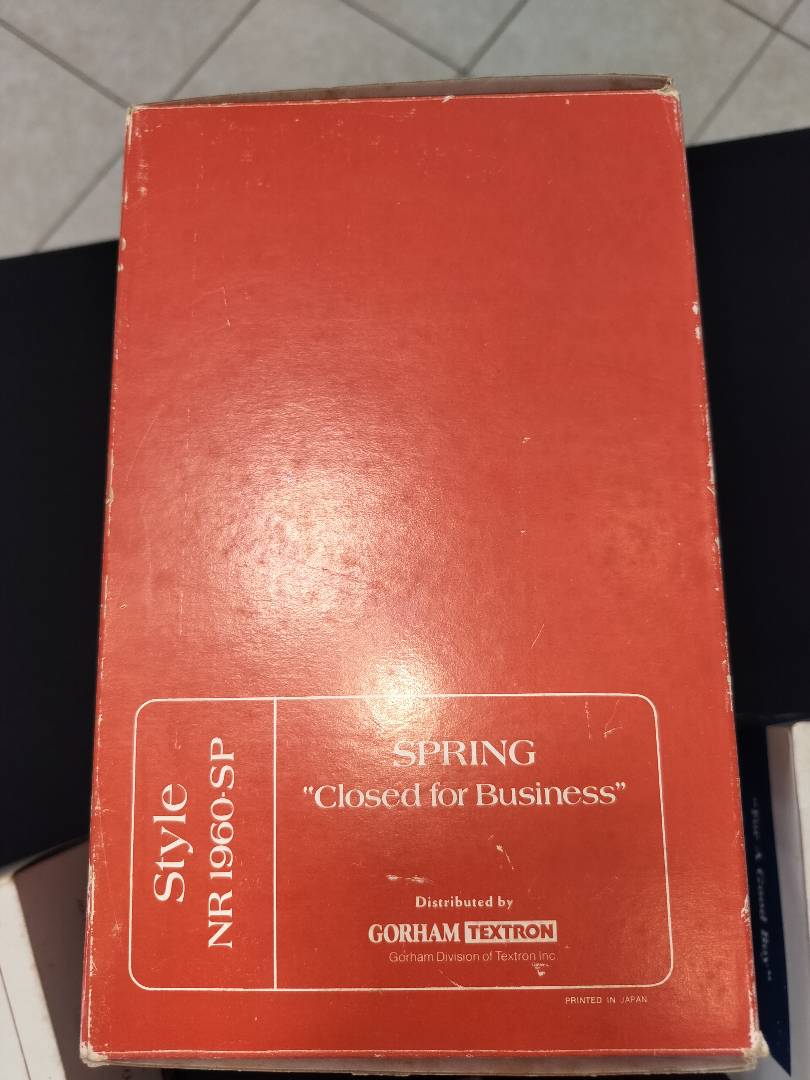 Style
NR 1960-SP
SPRING
"Closed for Business"
Distributed by
GORHAM TEXTRON
Gorham Division of Textron Inc.
PRINTED IN JAPAN